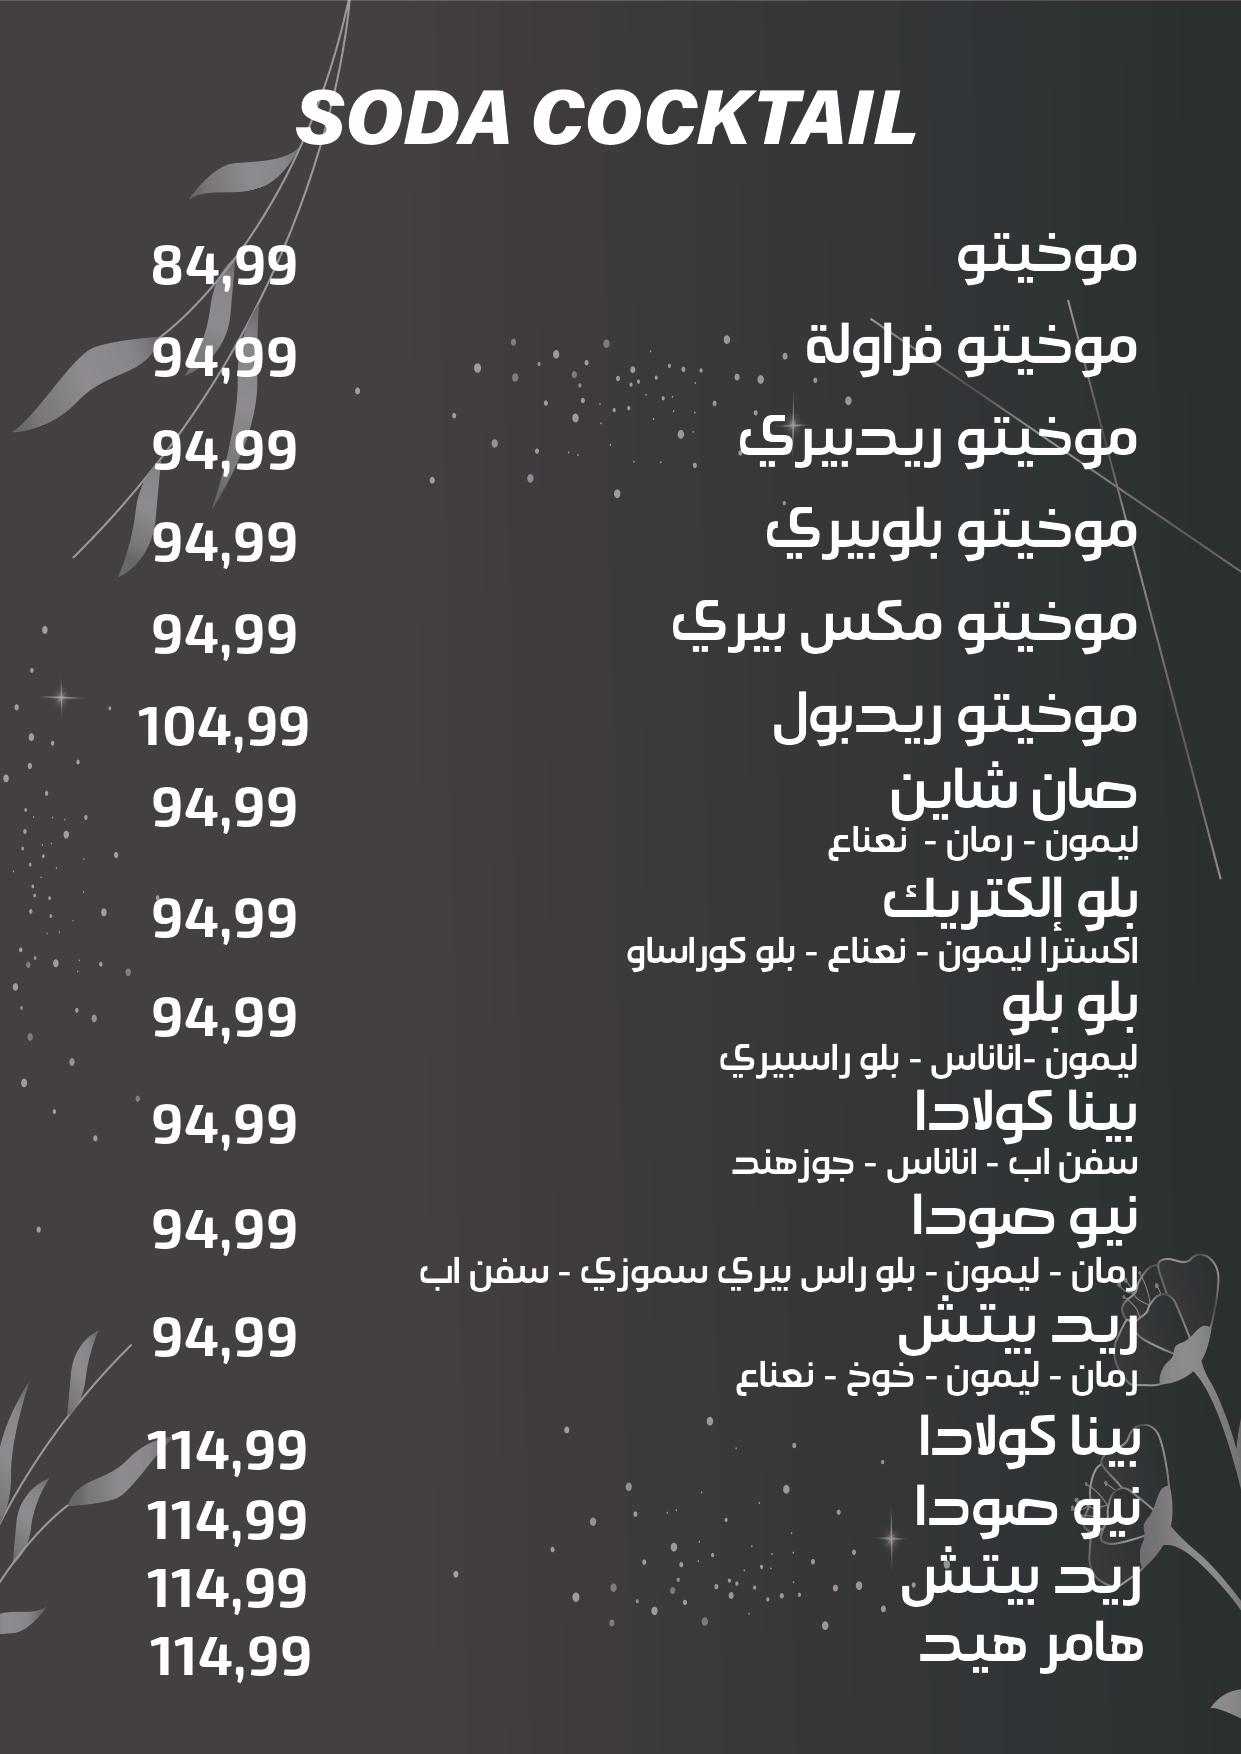 SODA COCKTAIL
موخيتو 84,99
موخيتو فراولة 94,99
موخيتو ريدبيري 94,99
موخيتو بلوبيري 94,99
موخيتو مكس بيري 94,99
موخيتو ريدبول 104,99
صان شاين 94,99
ليمون - رمان - نعناع
بلو إلكتريك 94,99
اكسترا ليمون - نعناع - بلو كوراساو
بلو بلو 94,99
ليمون -اناناس - بلو راسبيري
بينا كولادا 94,99
سفن اب - اناناس - جوزهند
نيو صودا 94,99
رمان - ليمون - بلو راس بيري سموزي - سفن اب
ريد بيتش 94,99
رمان - ليمون - خوخ - نعناع
بينا كولادا 114,99
نيو صودا 114,99
ريد بيتش 114,99
هامر هيد 114,99